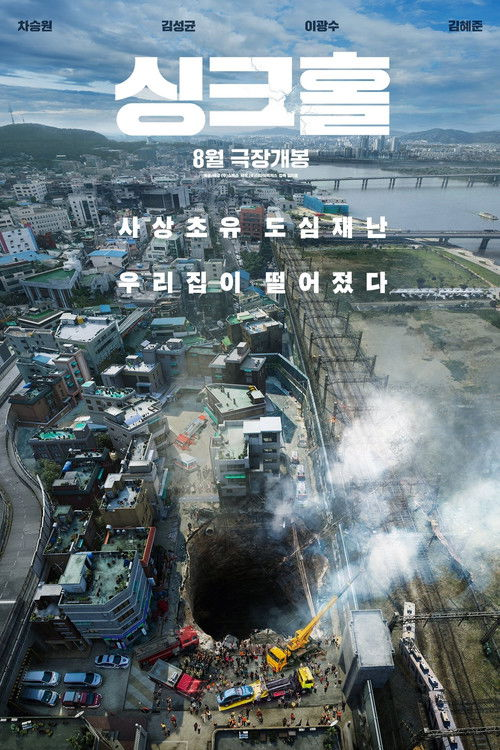 차승원 김성균 이광수 김혜준
싱크홀
8월 극장개봉
사상초유 도심재난
우리집이 떨어졌다